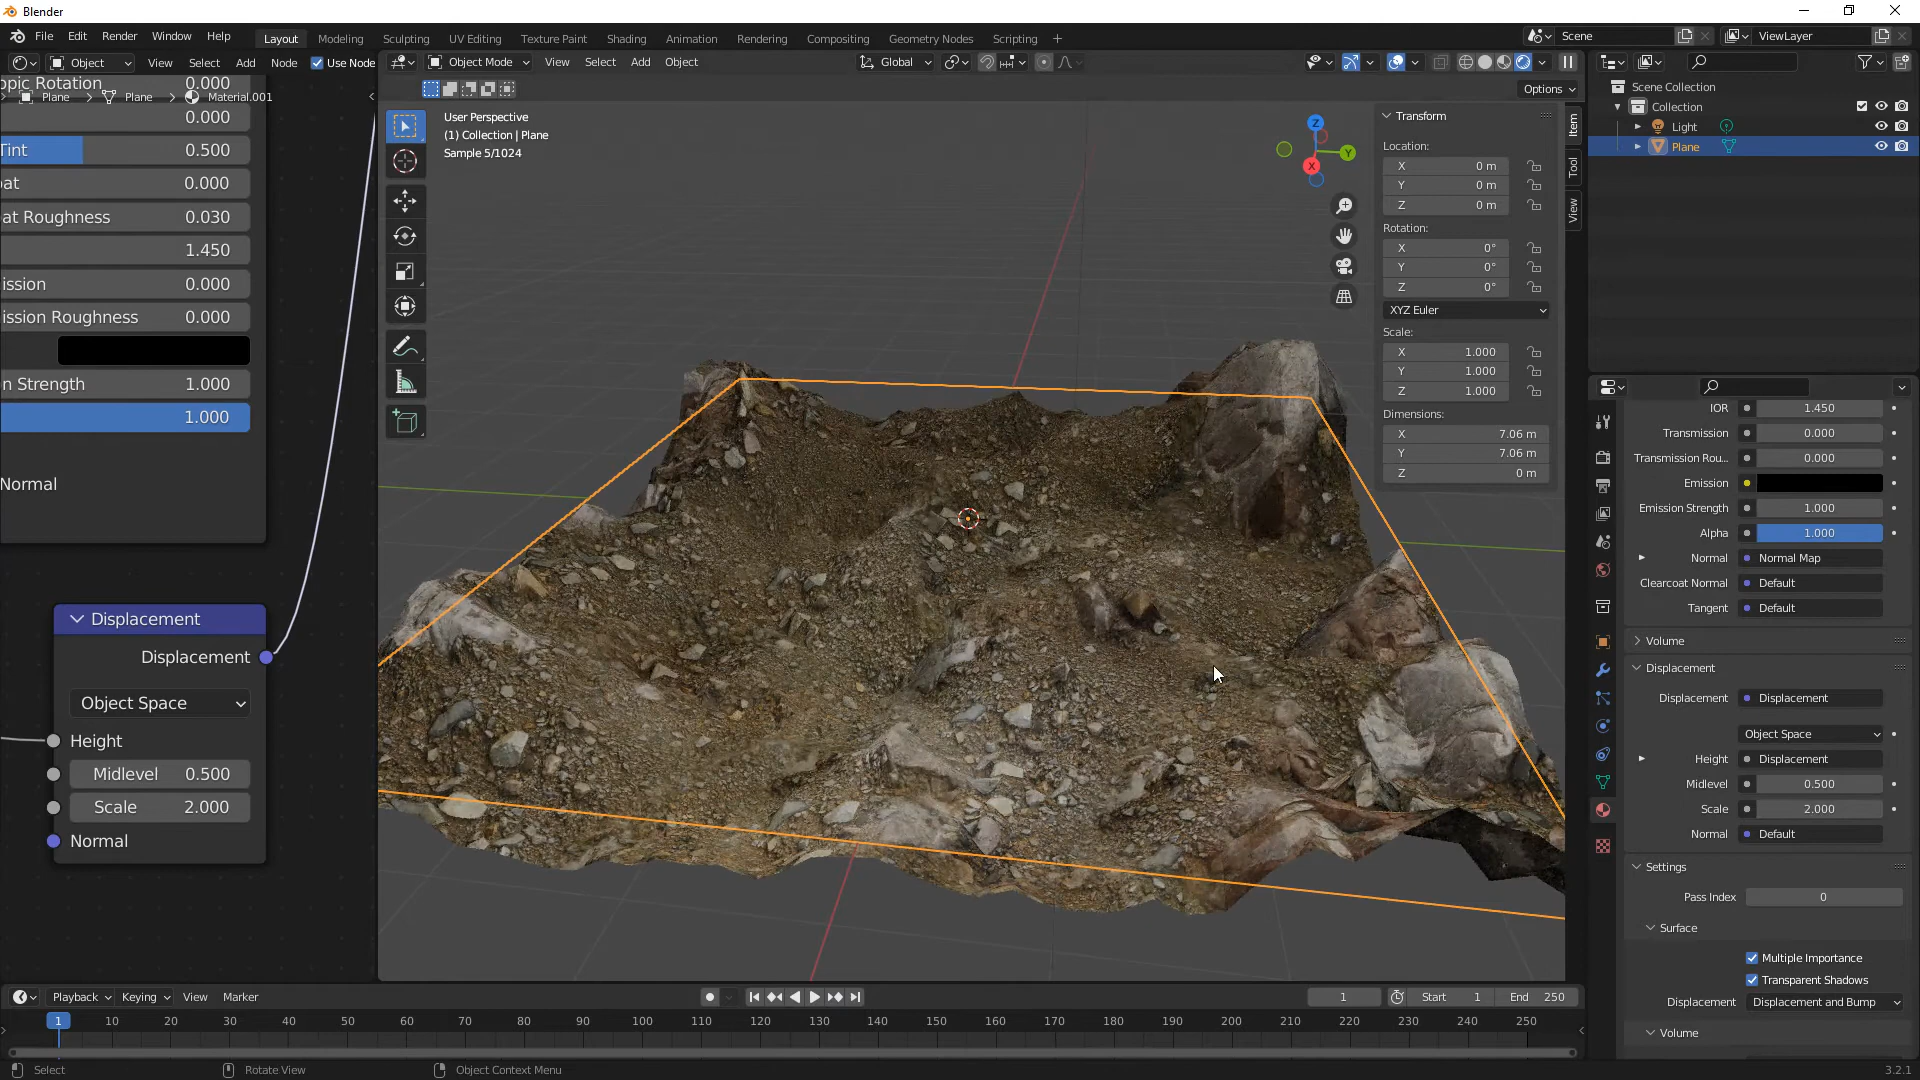 Blender
File Edit Render Window Help
Layout Modeling Sculpting UV Editing Texture Paint Shading Animation Rendering Compositing Geometry Nodes Scripting +
Scene
ViewLayer
Object View Select Add Node Use Node
Object Mode View Select Add Object
Global
Options
opic Rotation 0.000
Plane > Plane > Material.001
0.000
Tint 0.500
oat 0.000
oat Roughness 0.030
1.450
ission 0.000
ission Roughness 0.000
n Strength 1.000
1.000
Normal
Displacement
Displacement
Object Space
Height
Midlevel 0.500
Scale 2.000
Normal
User Perspective
(1) Collection | Plane
Sample 5/1024
Z
Y
X
Transform
Location:
X 0 m
Y 0 m
Z 0 m
Rotation:
X 0°
Y 0°
Z 0°
XYZ Euler
Scale:
X 1.000
Y 1.000
Z 1.000
Dimensions:
X 7.06 m
Y 7.06 m
Z 0 m
Item
Tool
View
Scene Collection
Collection
Light
Plane
IOR 1.450
Transmission 0.000
Transmission Rou... 0.000
Emission
Emission Strength 1.000
Alpha 1.000
Normal Normal Map
Clearcoat Normal Default
Tangent Default
Volume
Displacement
Displacement Displacement
Object Space
Height Displacement
Midlevel 0.500
Scale 2.000
Normal Default
Settings
Pass Index 0
Surface
Multiple Importance
Transparent Shadows
Displacement Displacement and Bump
Volume
Playback Keying View Marker
1 Start 1 End 250
1 10 20 30 40 50 60 70 80 90 100 110 120 130 140 150 160 170 180 190 200 210 220 230 240 250
Select Rotate View Object Context Menu
3.2.1